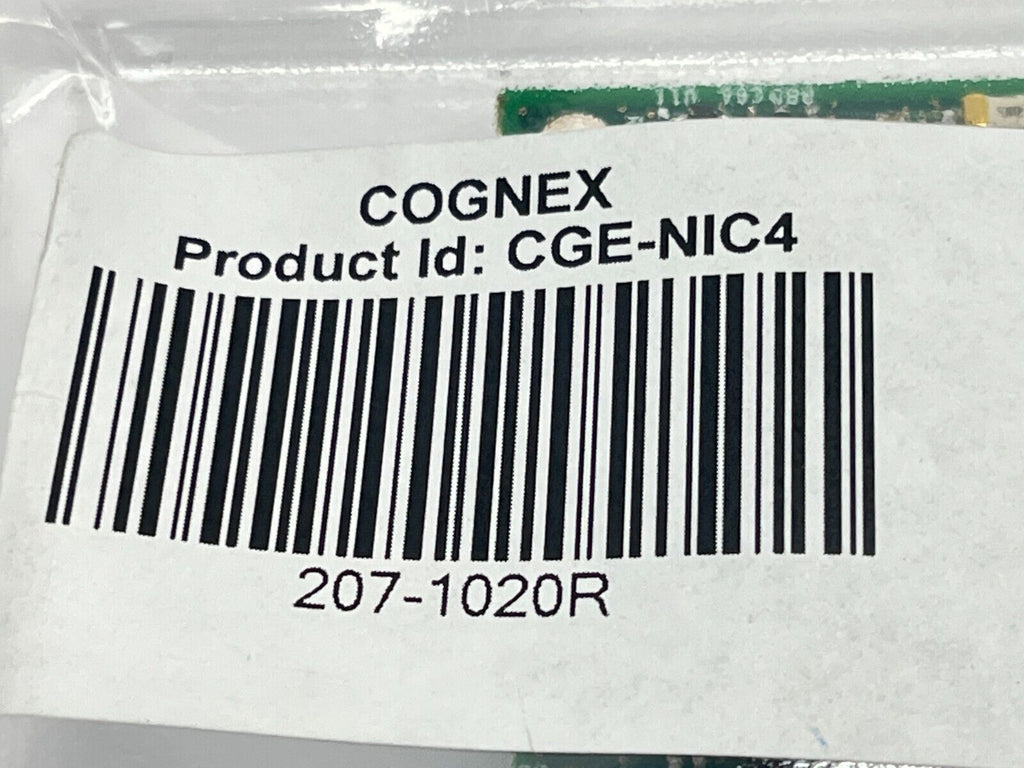 COGNEX
Product Id: CGE-NIC4
207-1020R